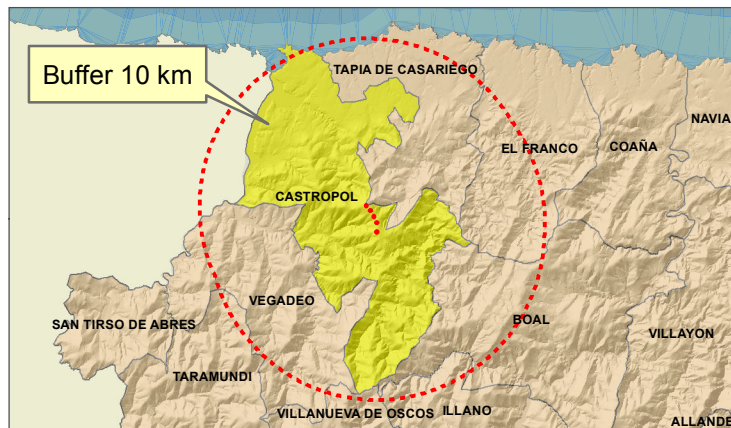 Buffer 10 km
TAPIA DE CASARIEGO
NAVIA
EL FRANCO
COAÑA
CASTROPOL
VEGADEO
SAN TIRSO DE ABRES
BOAL
VILLAYON
TARAMUNDI
VILLANUEVA DE OSCOS
ILLANO
ALLANDE